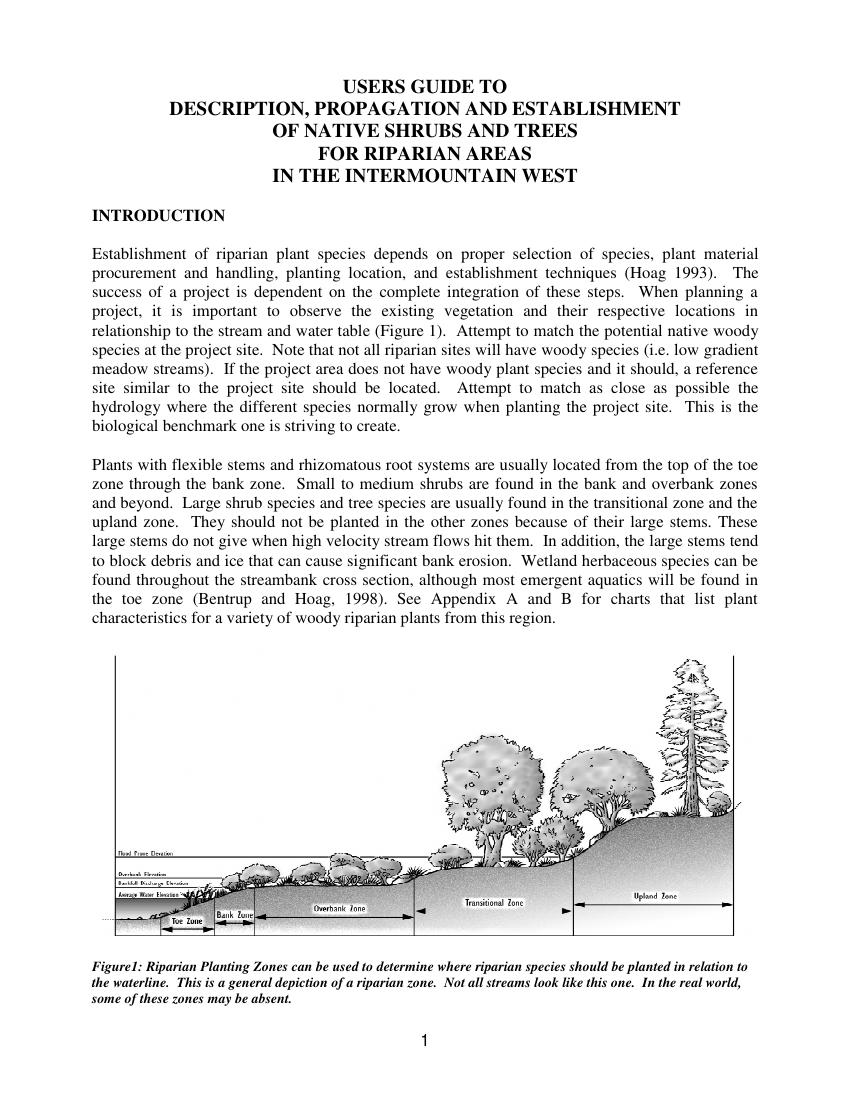 USERS GUIDE TO
DESCRIPTION, PROPAGATION AND ESTABLISHMENT
OF NATIVE SHRUBS AND TREES
FOR RIPARIAN AREAS
IN THE INTERMOUNTAIN WEST
INTRODUCTION
Establishment of riparian plant species depends on proper selection of species, plant material
procurement and handling, planting location, and establishment techniques (Hoag 1993). The
success of a project is dependent on the complete integration of these steps. When planning a
project, it is important to observe the existing vegetation and their respective locations in
relationship to the stream and water table (Figure 1). Attempt to match the potential native woody
species at the project site. Note that not all riparian sites will have woody species (i.e. low gradient
meadow streams). If the project area does not have woody plant species and it should, a reference
site similar to the project site should be located. Attempt to match as close as possible the
hydrology where the different species normally grow when planting the project site. This is the
biological benchmark one is striving to create.
Plants with flexible stems and rhizomatous root systems are usually located from the top of the toe
zone through the bank zone. Small to medium shrubs are found in the bank and overbank zones
and beyond. Large shrub species and tree species are usually found in the transitional zone and the
upland zone. They should not be planted in the other zones because of their large stems. These
large stems do not give when high velocity stream flows hit them. In addition, the large stems tend
to block debris and ice that can cause significant bank erosion. Wetland herbaceous species can be
found throughout the streambank cross section, although most emergent aquatics will be found in
the toe zone (Bentrup and Hoag, 1998). See Appendix A and B for charts that list plant
characteristics for a variety of woody riparian plants from this region.
Flood Prone Elevation
Overbank Elevation
Bankfull Discharge Elevation
Average Water Elevation
Toe Zone
Bank Zone
Overbank Zone
Transitional Zone
Upland Zone
Figure1: Riparian Planting Zones can be used to determine where riparian species should be planted in relation to
the waterline. This is a general depiction of a riparian zone. Not all streams look like this one. In the real world,
some of these zones may be absent.
1